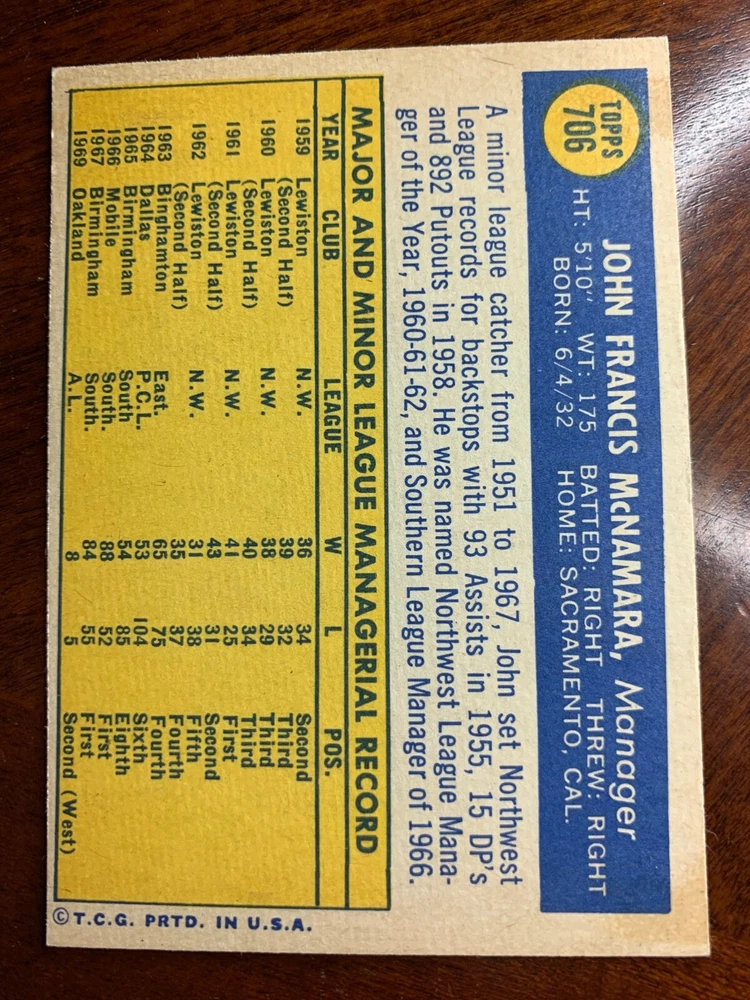 TOPPS
706
JOHN FRANCIS McNAMARA, Manager
HT: 5'10" WT: 175 BATTED: RIGHT THREW: RIGHT
BORN: 6/4/32 HOME: SACRAMENTO, CAL.
A minor league catcher from 1951 to 1967, John set Northwest
League records for backstops with 93 Assists in 1955, 15 DP's
and 892 Putouts in 1958. He was named Northwest League Mana-
ger of the Year, 1960-61-62, and Southern League Manager of 1966.
MAJOR AND MINOR LEAGUE MANAGERIAL RECORD
YEAR CLUB LEAGUE W L POS.
1959 Lewiston N.W. 36 34 Second
(Second Half) 39 32 Third
1960 Lewiston N.W. 38 29 Third
(Second Half) 40 34 Third
1961 Lewiston N.W. 41 25 First
(Second Half) 43 31 Second
1962 Lewiston N.W. 31 38 Fifth
(Second Half) 35 37 Fourth
1963 Binghamton East. 65 75 Fourth
1964 Dallas P.C.L. 53 104 Sixth
1965 Birmingham South 54 85 Eighth
1966 Mobile South. 88 52 First
1967 Birmingham South. 84 55 First
1969 Oakland A.L. 8 5 Second (West)
©T.C.G. PRTD. IN U.S.A.